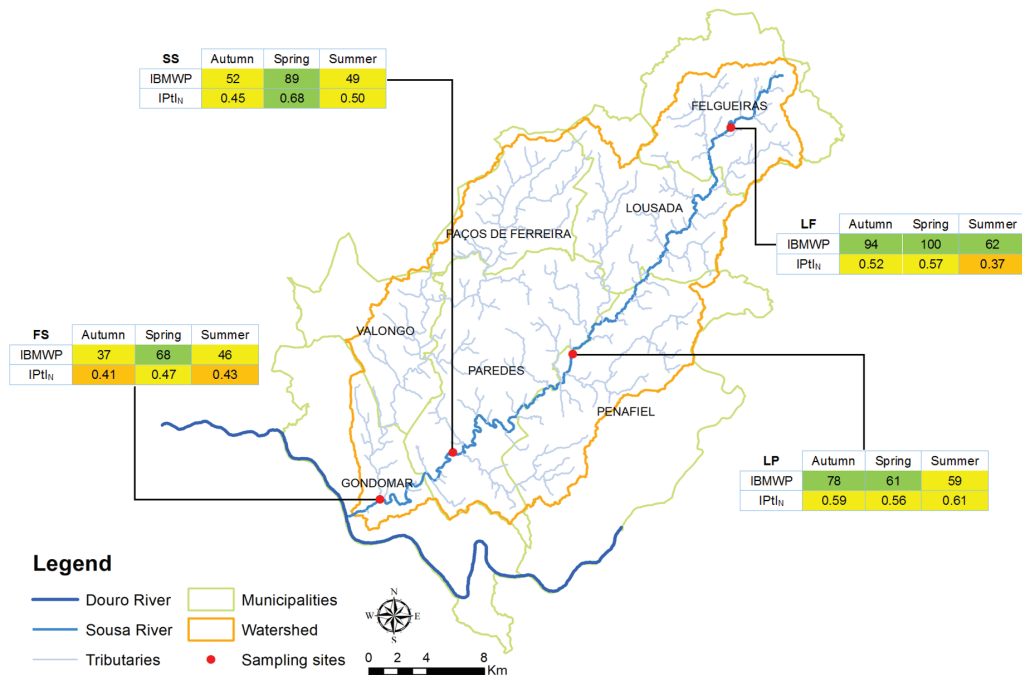 SS Autumn Spring Summer
IBMWP 52 89 49
IPtIN 0.45 0.68 0.50
FELGUEIRAS
LOUSADA
PAÇOS DE FERREIRA
LF Autumn Spring Summer
IBMWP 94 100 62
IPtIN 0.52 0.57 0.37
FS Autumn Spring Summer
IBMWP 37 68 46
IPtIN 0.41 0.47 0.43
VALONGO
PAREDES
PENAFIEL
GONDOMAR
LP Autumn Spring Summer
IBMWP 78 61 59
IPtIN 0.59 0.56 0.61
Legend
Douro River
Municipalities
Sousa River
Watershed
Tributaries
Sampling sites
N
W E
S
0 2 4 8
Km